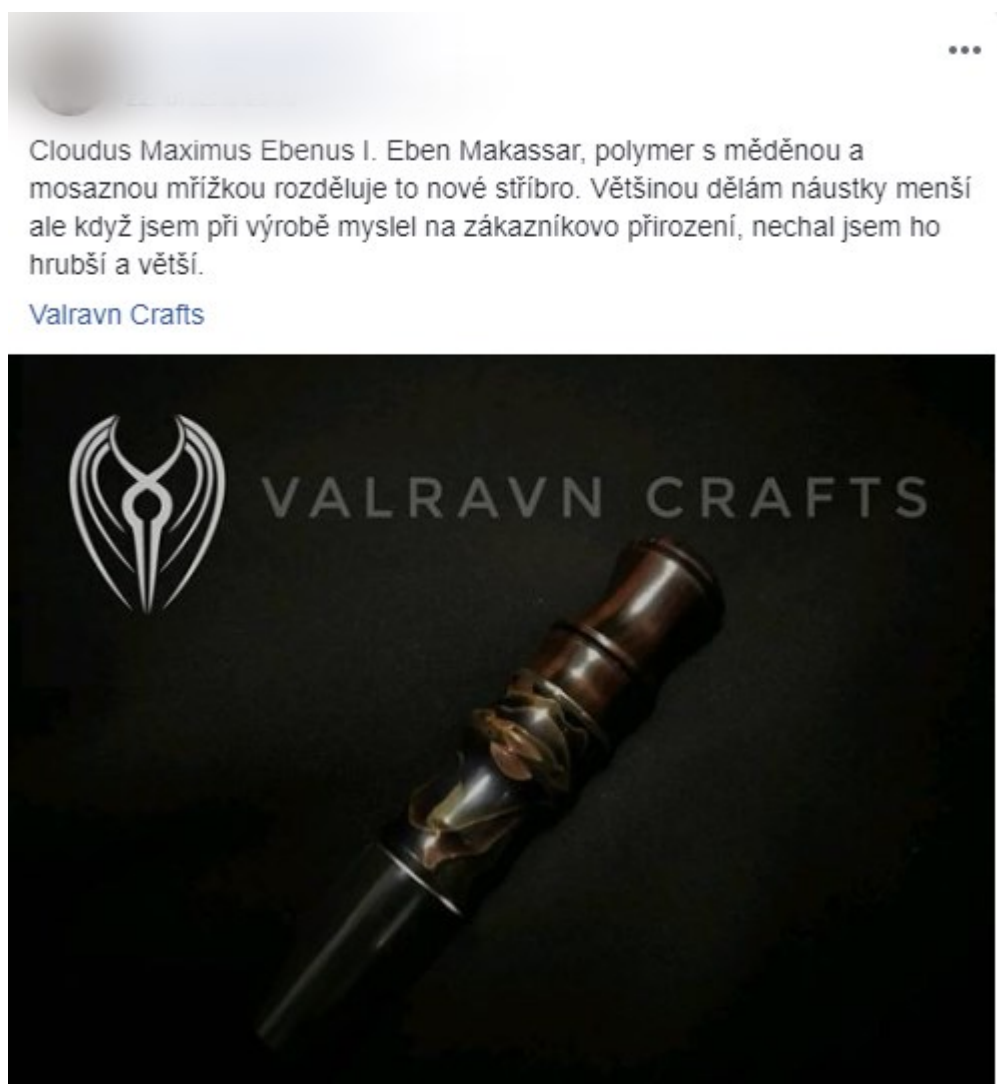 Cloudus Maximus Ebenus I. Eben Makassar, polymer s měděnou a
mosaznou mřížkou rozděluje to nové stříbro. Většinou dělám náustky menší
ale když jsem při výrobě myslel na zákazníkovo přirození, nechal jsem ho
hrubší a větší.
Valravn Crafts
VALRAVN CRAFTS